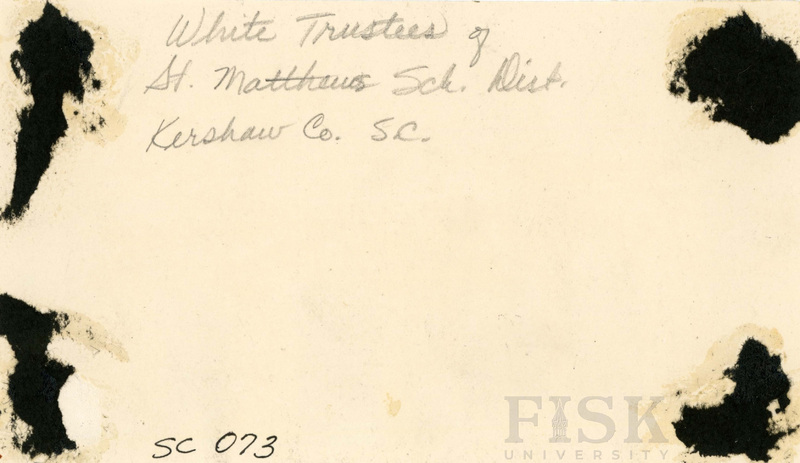 White Trustees of
St. Matthews Sch. Dist.
Kershaw Co. S.C.
SC 073
FISK
UNIVERSITY